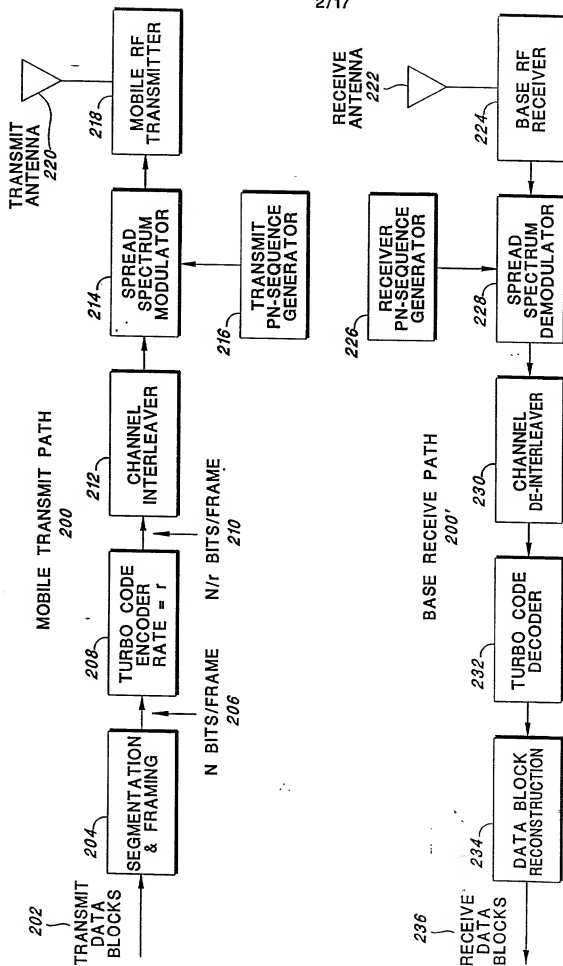 2/17
MOBILE TRANSMIT PATH
200
202
TRANSMIT
DATA
BLOCKS
204
SEGMENTATION
& FRAMING
N BITS/FRAME
206
208
TURBO CODE
ENCODER
RATE = r
N/r BITS/FRAME
210
212
CHANNEL
INTERLEAVER
214
SPREAD
SPECTRUM
MODULATOR
216
TRANSMIT
PN-SEQUENCE
GENERATOR
218
MOBILE RF
TRANSMITTER
TRANSMIT
ANTENNA
220
BASE RECEIVE PATH
200'
RECEIVE
ANTENNA
222
224
BASE RF
RECEIVER
226
RECEIVER
PN-SEQUENCE
GENERATOR
228
SPREAD
SPECTRUM
DEMODULATOR
230
CHANNEL
DE-INTERLEAVER
232
TURBO CODE
DECODER
234
DATA BLOCK
RECONSTRUCTION
236
RECEIVE
DATA
BLOCKS